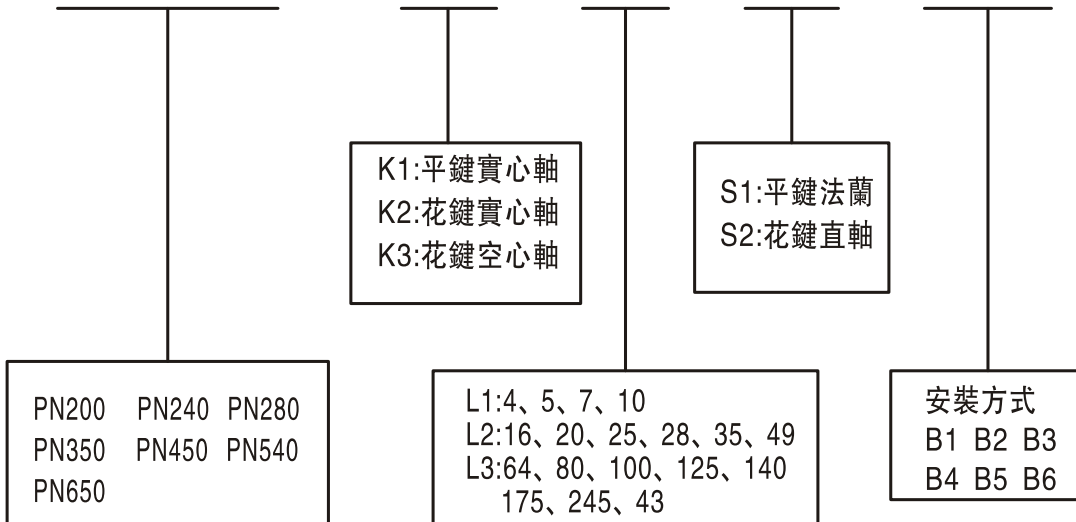 K1:平鍵實心軸
K2:花鍵實心軸
K3:花鍵空心軸
S1:平鍵法蘭
S2:花鍵直軸
PN200 PN240 PN280
PN350 PN450 PN540
PN650
L1:4、5、7、10
L2:16、20、25、28、35、49
L3:64、80、100、125、140
175、245、43
安裝方式
B1 B2 B3
B4 B5 B6